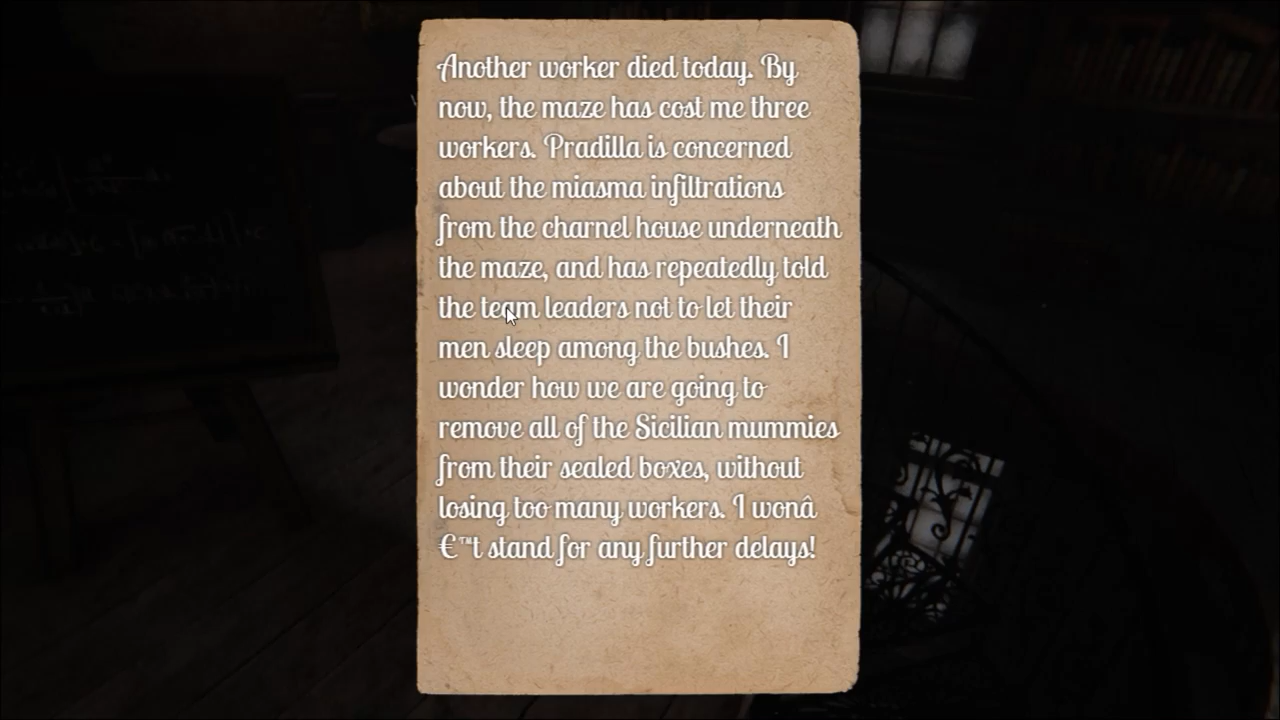 Another worker died today. By
now, the maze has cost me three
workers. Pradilla is concerned
about the miasma infiltrations
from the charnel house underneath
the maze, and has repeatedly told
the team leaders not to let their
men sleep among the bushes. I
wonder how we are going to
remove all of the Sicilian mummies
from their sealed boxes, without
losing too many workers. I wonâ
€™t stand for any further delays!